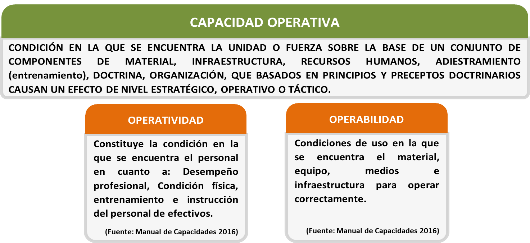 CAPACIDAD OPERATIVA
CONDICIÓN EN LA QUE SE ENCUENTRA LA UNIDAD O FUERZA SOBRE LA BASE DE UN CONJUNTO DE
COMPONENTES DE MATERIAL, INFRAESTRUCTURA, RECURSOS HUMANOS, ADIESTRAMIENTO
(entrenamiento), DOCTRINA, ORGANIZACIÓN, QUE BASADOS EN PRINCIPIOS Y PRECEPTOS DOCTRINARIOS
CAUSAN UN EFECTO DE NIVEL ESTRATÉGICO, OPERATIVO O TÁCTICO.
OPERATIVIDAD
Constituye la condición en la
que se encuentra el personal
en cuanto a: Desempeño
profesional, Condición física,
entrenamiento e instrucción
del personal de efectivos.
(Fuente: Manual de Capacidades 2016)
OPERABILIDAD
Condiciones de uso en la que
se encuentra el material,
equipo, medios e
infraestructura para operar
correctamente.
(Fuente: Manual de Capacidades 2016)